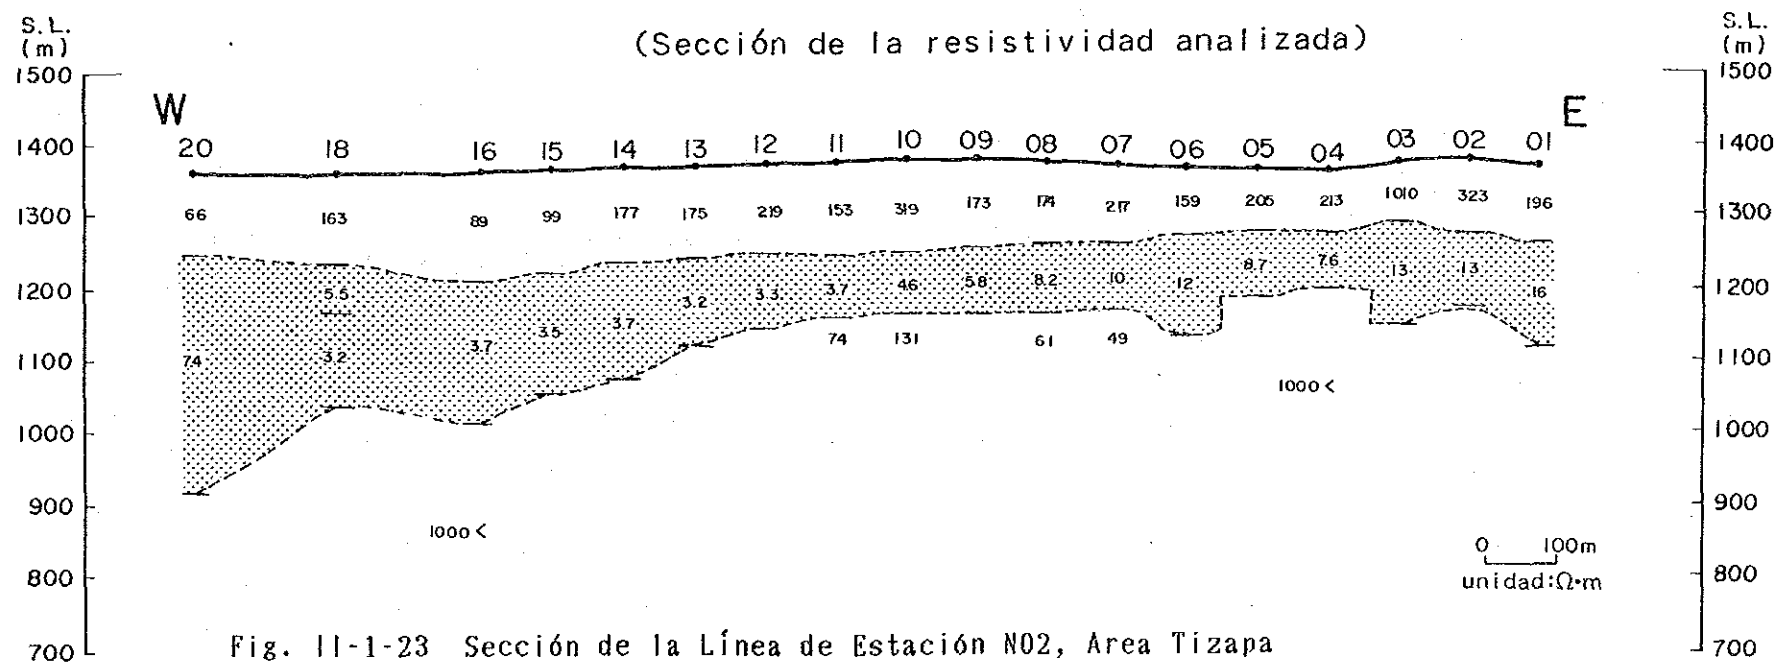 S.L.
(m)
(Sección de la resistividad analizada)
S.L.
(m)
1500
1500
W
E
1400
20 18 16 15 14 13 12 11 10 09 08 07 06 05 04 03 02 01
1400
1300
66 163 89 99 177 175 219 153 319 173 174 217 159 205 213 1010 323 196
1300
1200
5.5 3.2 3.3 3.7 4.6 5.8 8.2 10 12 8.7 7.6 13 13 16
1200
1100
7.4 3.2 3.7 3.5 3.7 74 131 61 49
1100
1000 <
1000
1000
900
900
1000 <
0 100m
800
unidad:Ω·m
800
700
Fig. II-1-23 Sección de la Línea de Estación N02, Area Tizapa
700